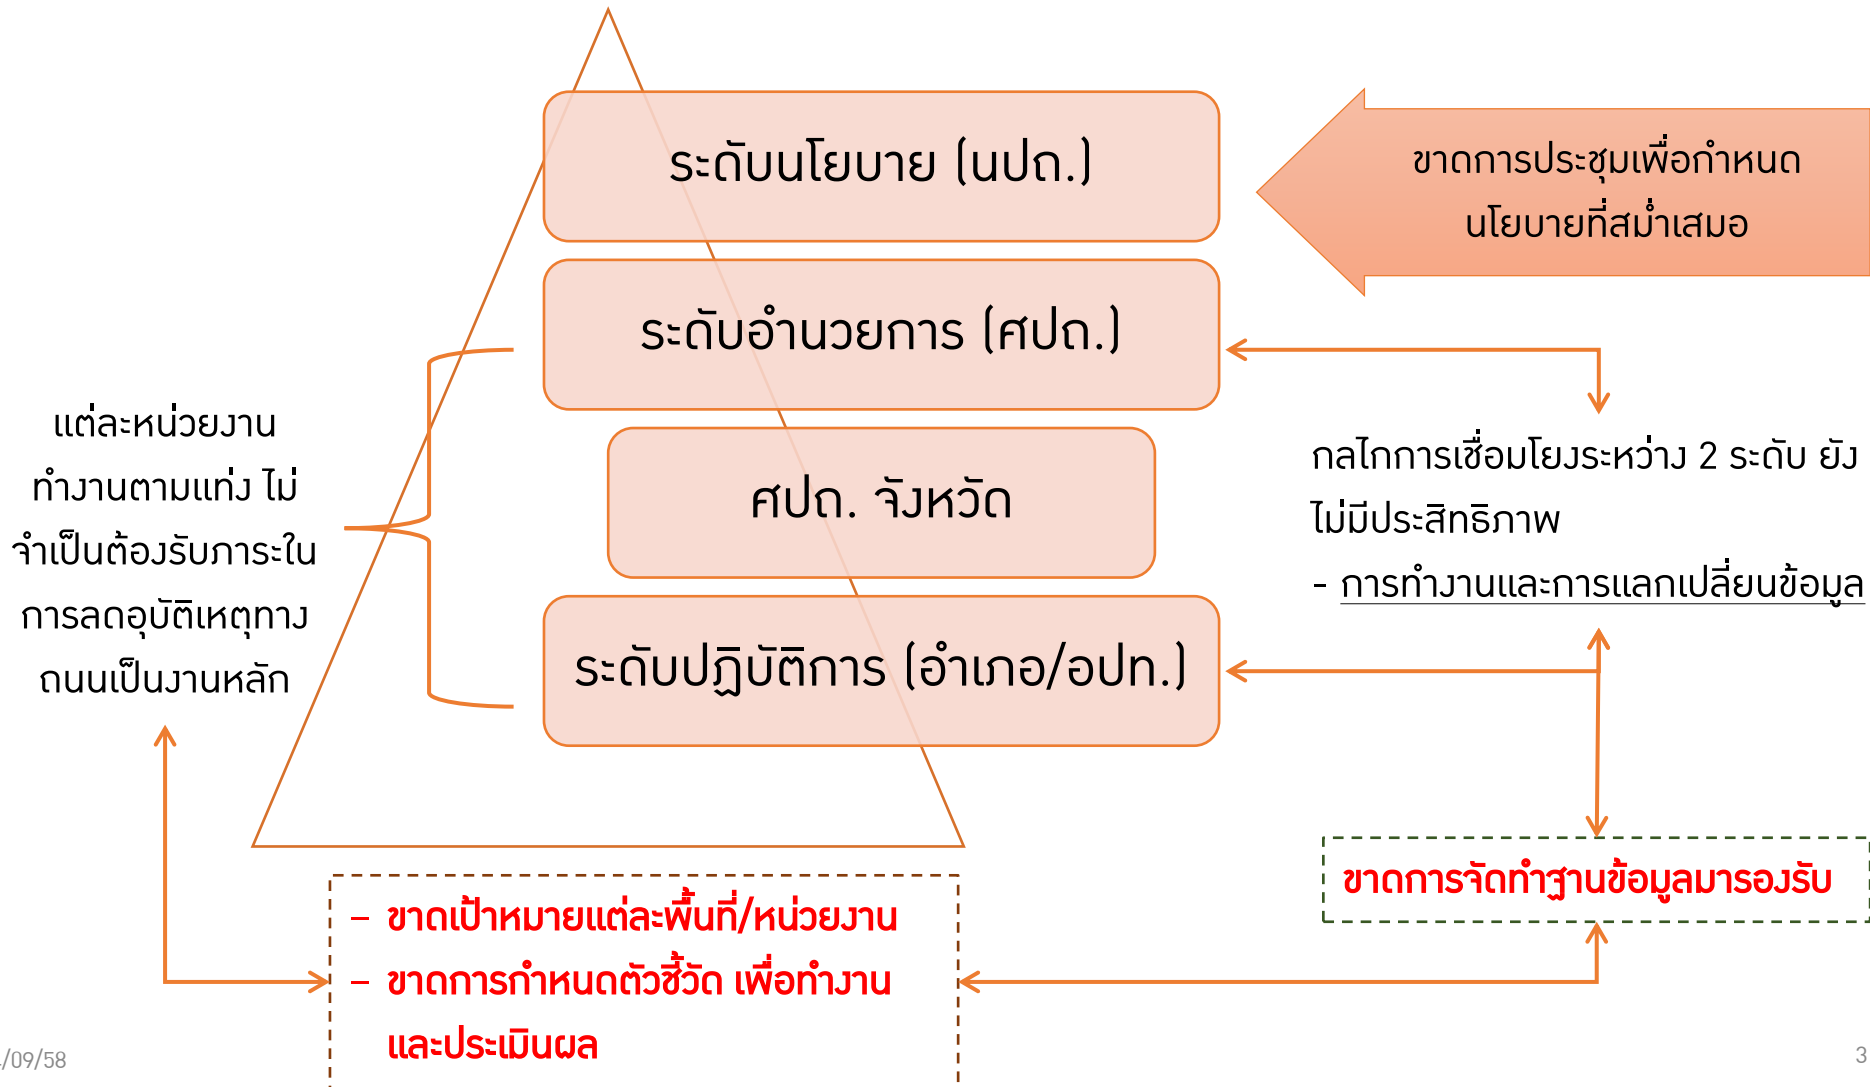 ระดับนโยบาย (นปถ.)
ขาดการประชุมเพื่อกำหนด
นโยบายที่สม่ำเสมอ
ระดับอำนวยการ (ศปถ.)
แต่ละหน่วยงาน
ทำงานตามแท่ง ไม่
จำเป็นต้องรับภาระใน
การลดอุบัติเหตุทาง
ถนนเป็นงานหลัก
ศปถ. จังหวัด
กลไกการเชื่อมโยงระหว่าง 2 ระดับ ยัง
ไม่มีประสิทธิภาพ
- การทำงานและการแลกเปลี่ยนข้อมูล
ระดับปฏิบัติการ (อำเภอ/อปท.)
ขาดการจัดทำฐานข้อมูลมารองรับ
– ขาดเป้าหมายแต่ละพื้นที่/หน่วยงาน
– ขาดการกำหนดตัวชี้วัด เพื่อทำงาน
และประเมินผล
/09/58
3